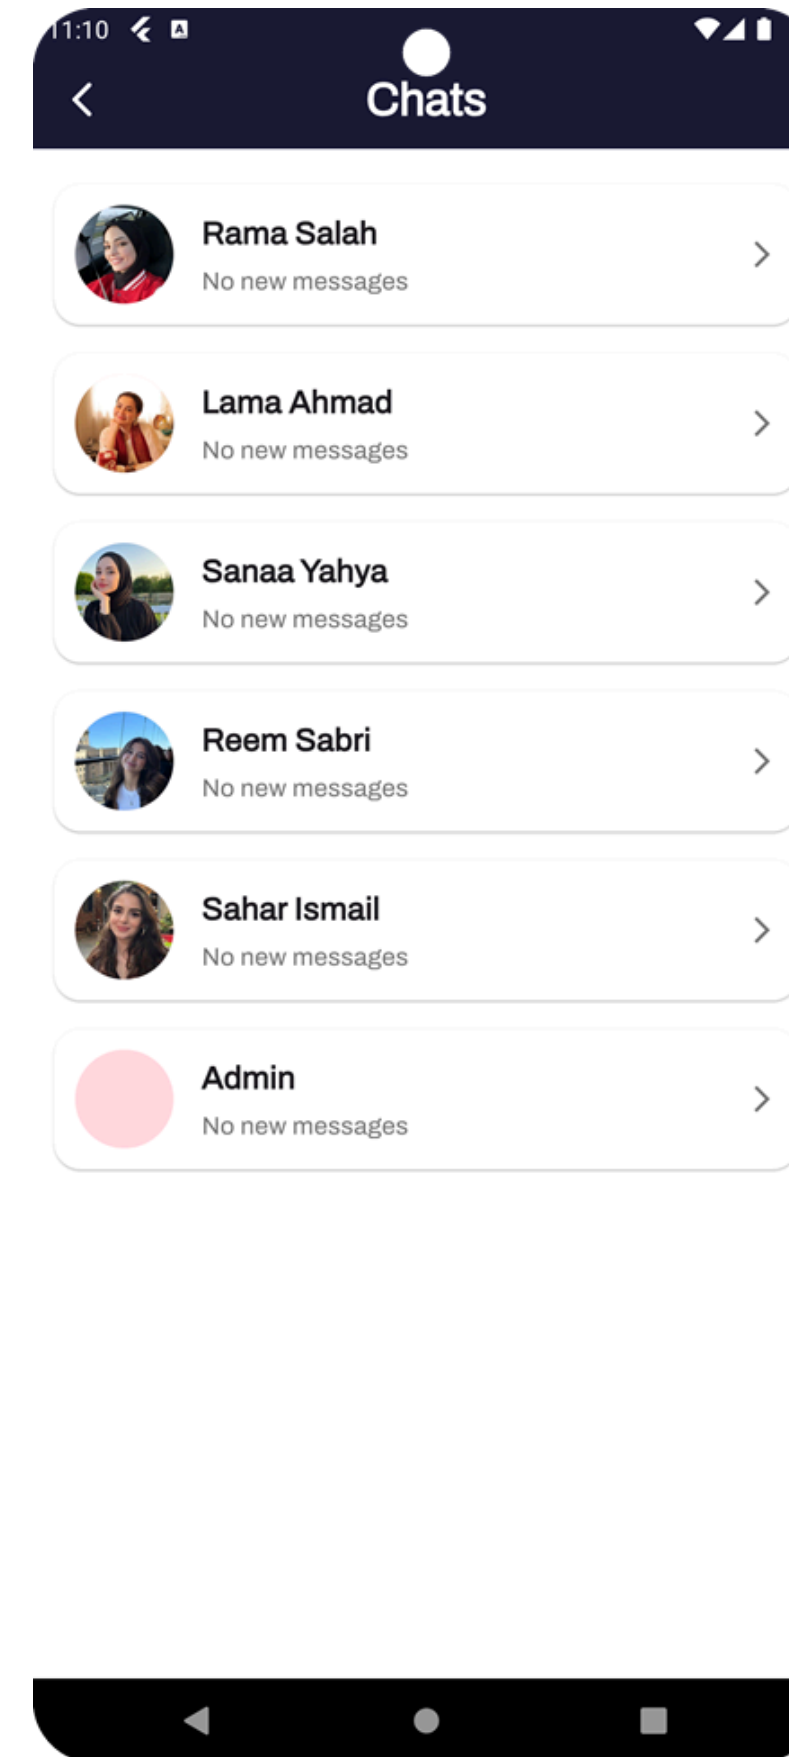 11:10 A
Chats
Rama Salah
No new messages
Lama Ahmad
No new messages
Sanaa Yahya
No new messages
Reem Sabri
No new messages
Sahar Ismail
No new messages
Admin
No new messages